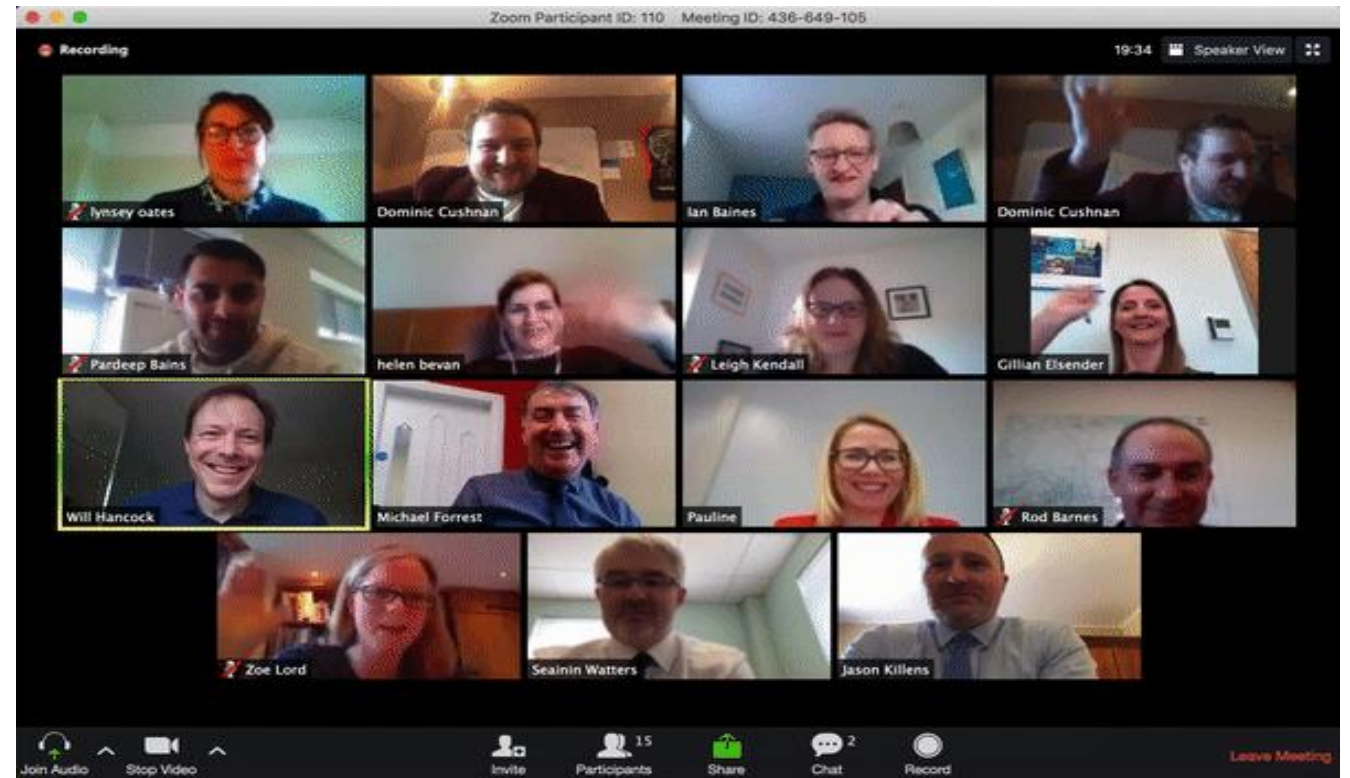 Zoom Participant ID: 110 Meeting ID: 436-649-105
Recording
19:34 Speaker View
lynsey oates
Dominic Cushnan
Ian Baines
Dominic Cushnan
Pardeep Bains
helen bevan
Leigh Kendall
Gillian Elsender
Will Hancock
Michael Forrest
Pauline
Rod Barnes
Zoe Lord
Seainin Watters
Jason Killens
15
2
Join Audio
Stop Video
Invite
Participants
Share
Chat
Record
Leave Meeting